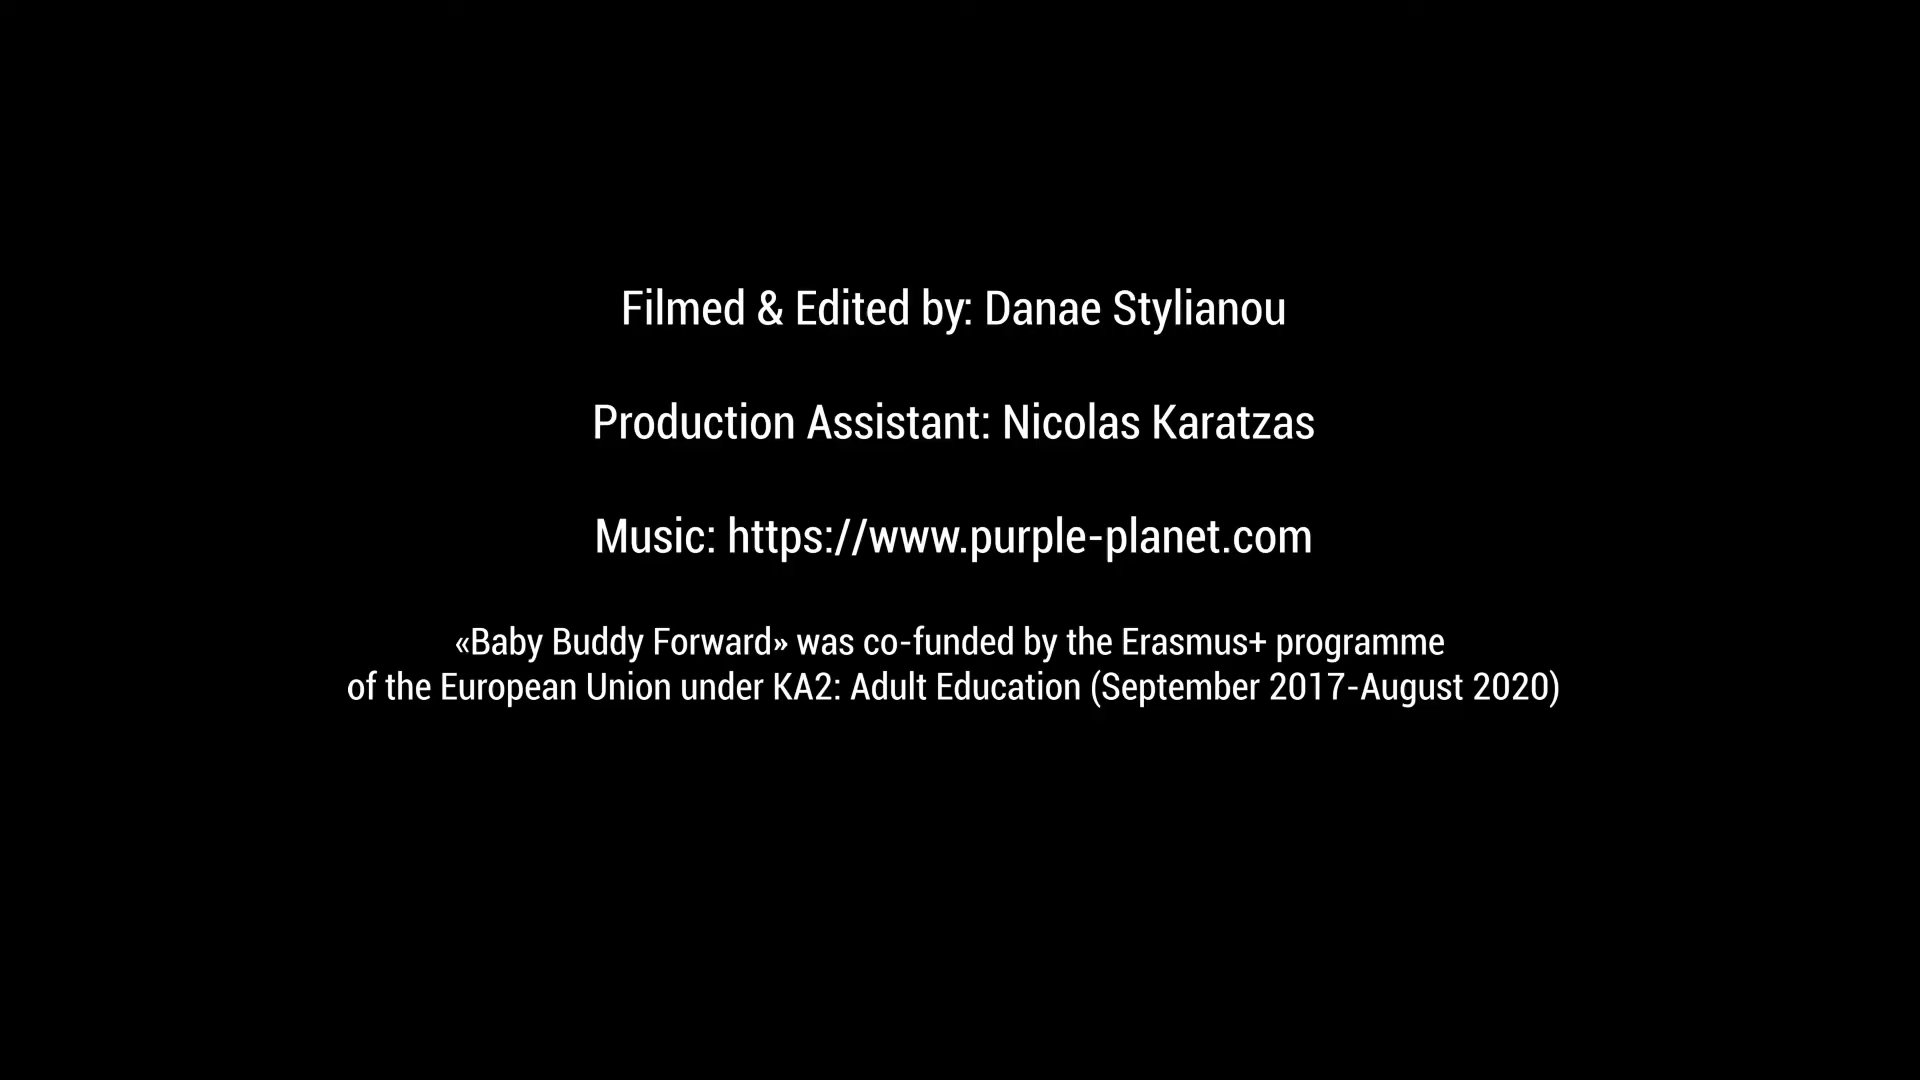 Filmed & Edited by: Danae Stylianou
Production Assistant: Nicolas Karatzas
Music: https://www.purple-planet.com
«Baby Buddy Forward» was co-funded by the Erasmus+ programme
of the European Union under KA2: Adult Education (September 2017-August 2020)